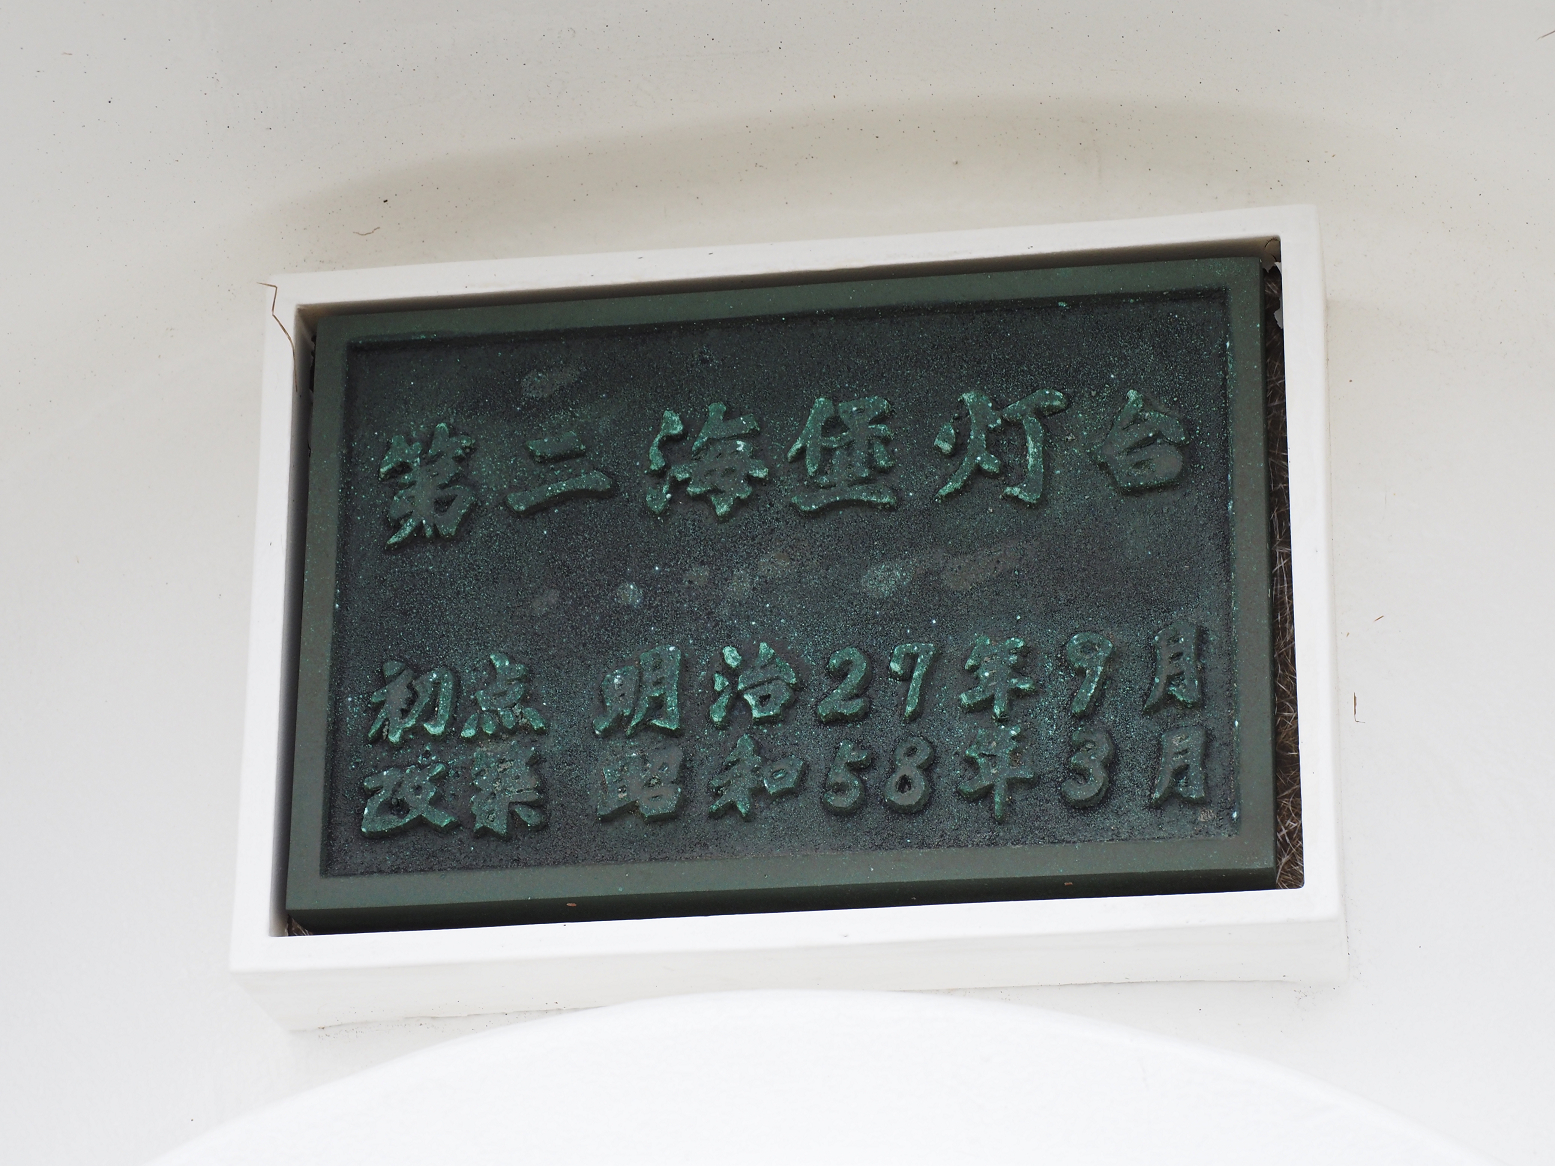 第二海堡灯台
初点 明治27年9月
改築 昭和58年3月